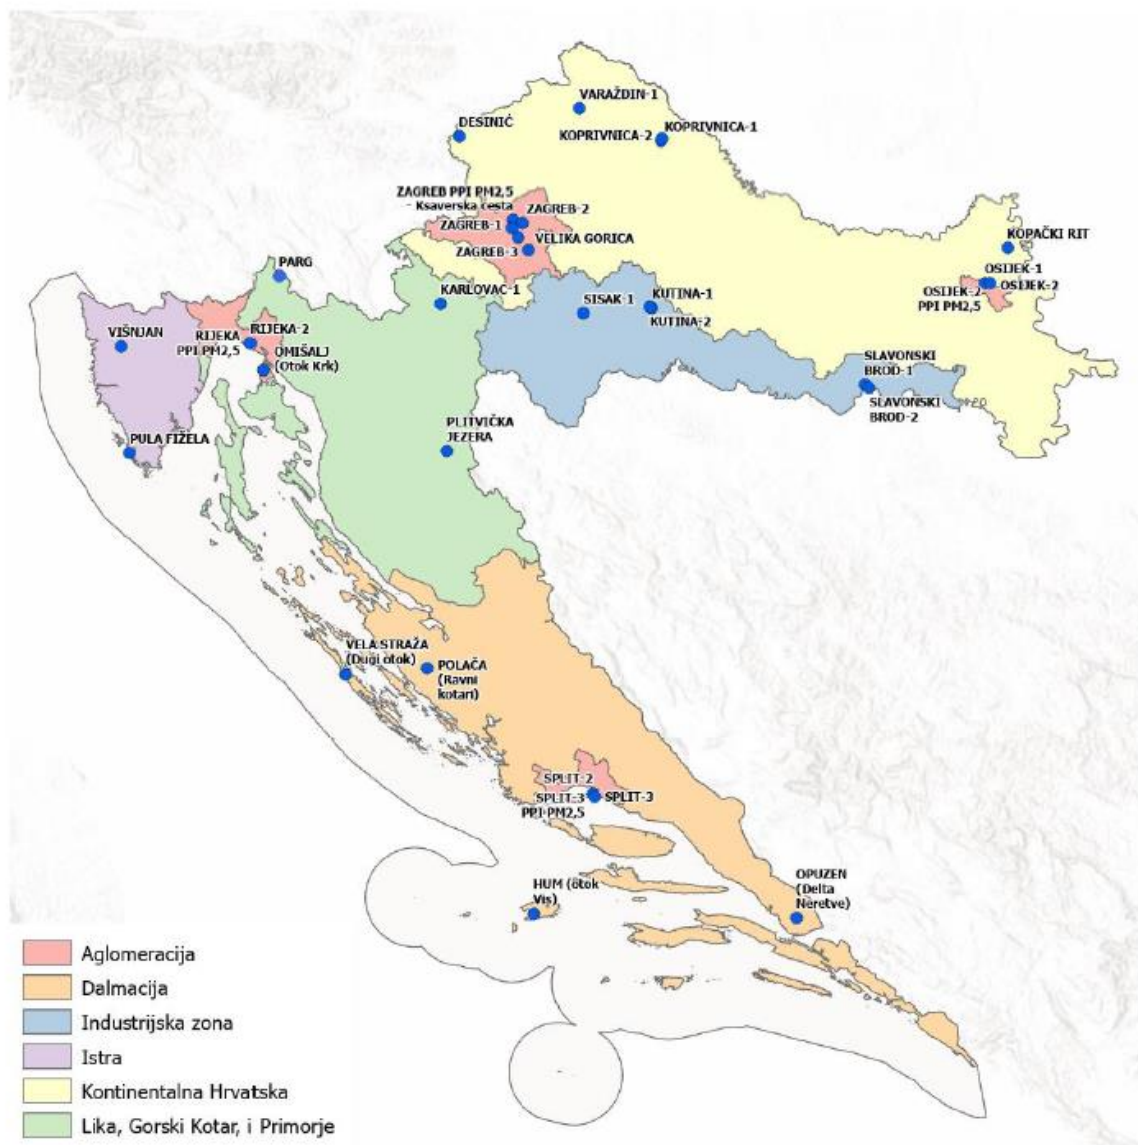 VARAŽDIN-1
DESINIĆ
KOPRIVNICA-1
KOPRIVNICA-2
ZAGREB PPI PM2,5
- Ksaverska cesta
ZAGREB-2
ZAGREB-1
VELIKA GORICA
ZAGREB-3
KOPAČKI RIT
PARG
OSIJEK-1
OSIJEK-2
OSIJEK-2
PPI PM2,5
KARLOVAC-1
SISAK-1
KUTINA-1
KUTINA-2
VIŠNJAN
RIJEKA-2
RIJEKA
PPI PM2,5
OMIŠALJ
(Otok Krk)
SLAVONSKI
BROD-1
SLAVONSKI
BROD-2
PLITVIČKA
JEZERA
PULA FIŽELA
VELA STRAŽA
(Dugi otok)
POLAČA
(Ravni
kotari)
SPLIT-2
SPLIT-3
PPI PM2,5
SPLIT-3
HUM (otok
Vis)
OPUZEN
(Delta
Neretve)
Aglomeracija
Dalmacija
Industrijska zona
Istra
Kontinentalna Hrvatska
Lika, Gorski Kotar, i Primorje